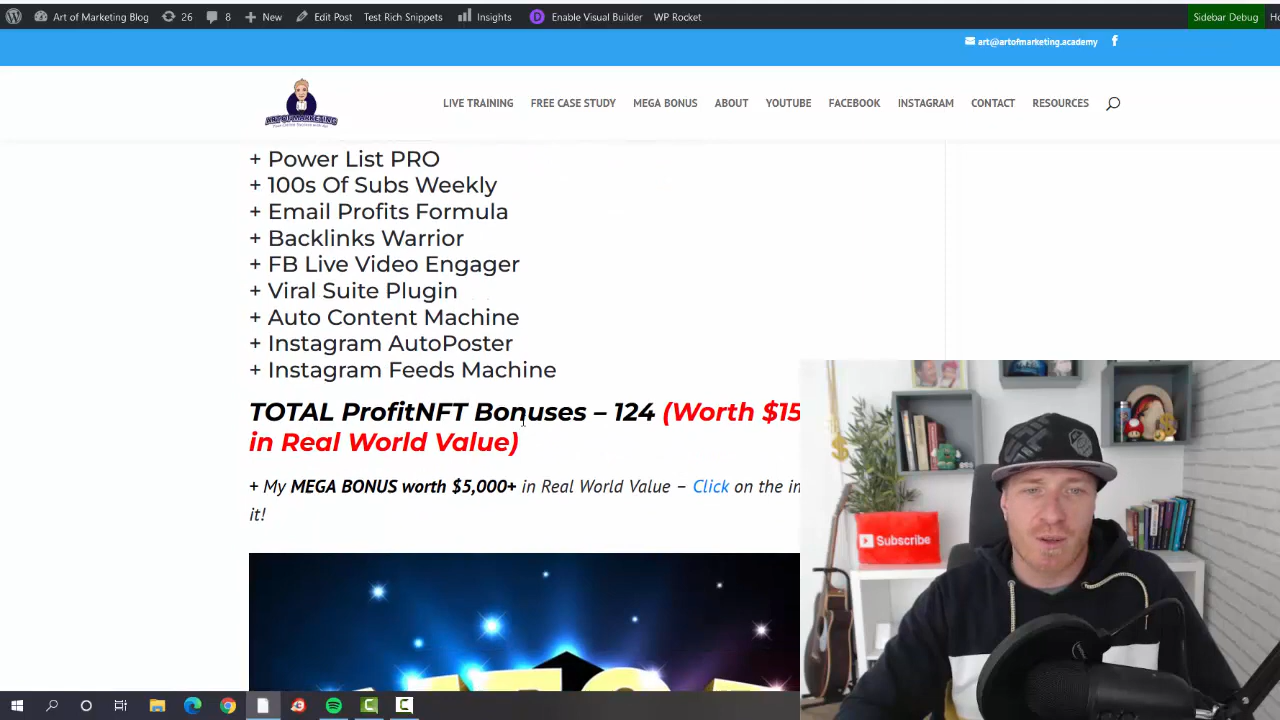 Art of Marketing Blog 26 8 New Edit Post Test Rich Snippets Insights Enable Visual Builder WP Rocket Sidebar Debug
art@artofmarketing.academy
ART OF MARKETING
LIVE TRAINING FREE CASE STUDY MEGA BONUS ABOUT YOUTUBE FACEBOOK INSTAGRAM CONTACT RESOURCES
+ Power List PRO
+ 100s Of Subs Weekly
+ Email Profits Formula
+ Backlinks Warrior
+ FB Live Video Engager
+ Viral Suite Plugin
+ Auto Content Machine
+ Instagram AutoPoster
+ Instagram Feeds Machine
TOTAL ProfitNFT Bonuses – 124 (Worth $15
in Real World Value)
+ My MEGA BONUS worth $5,000+ in Real World Value – Click on the
it!
Subscribe